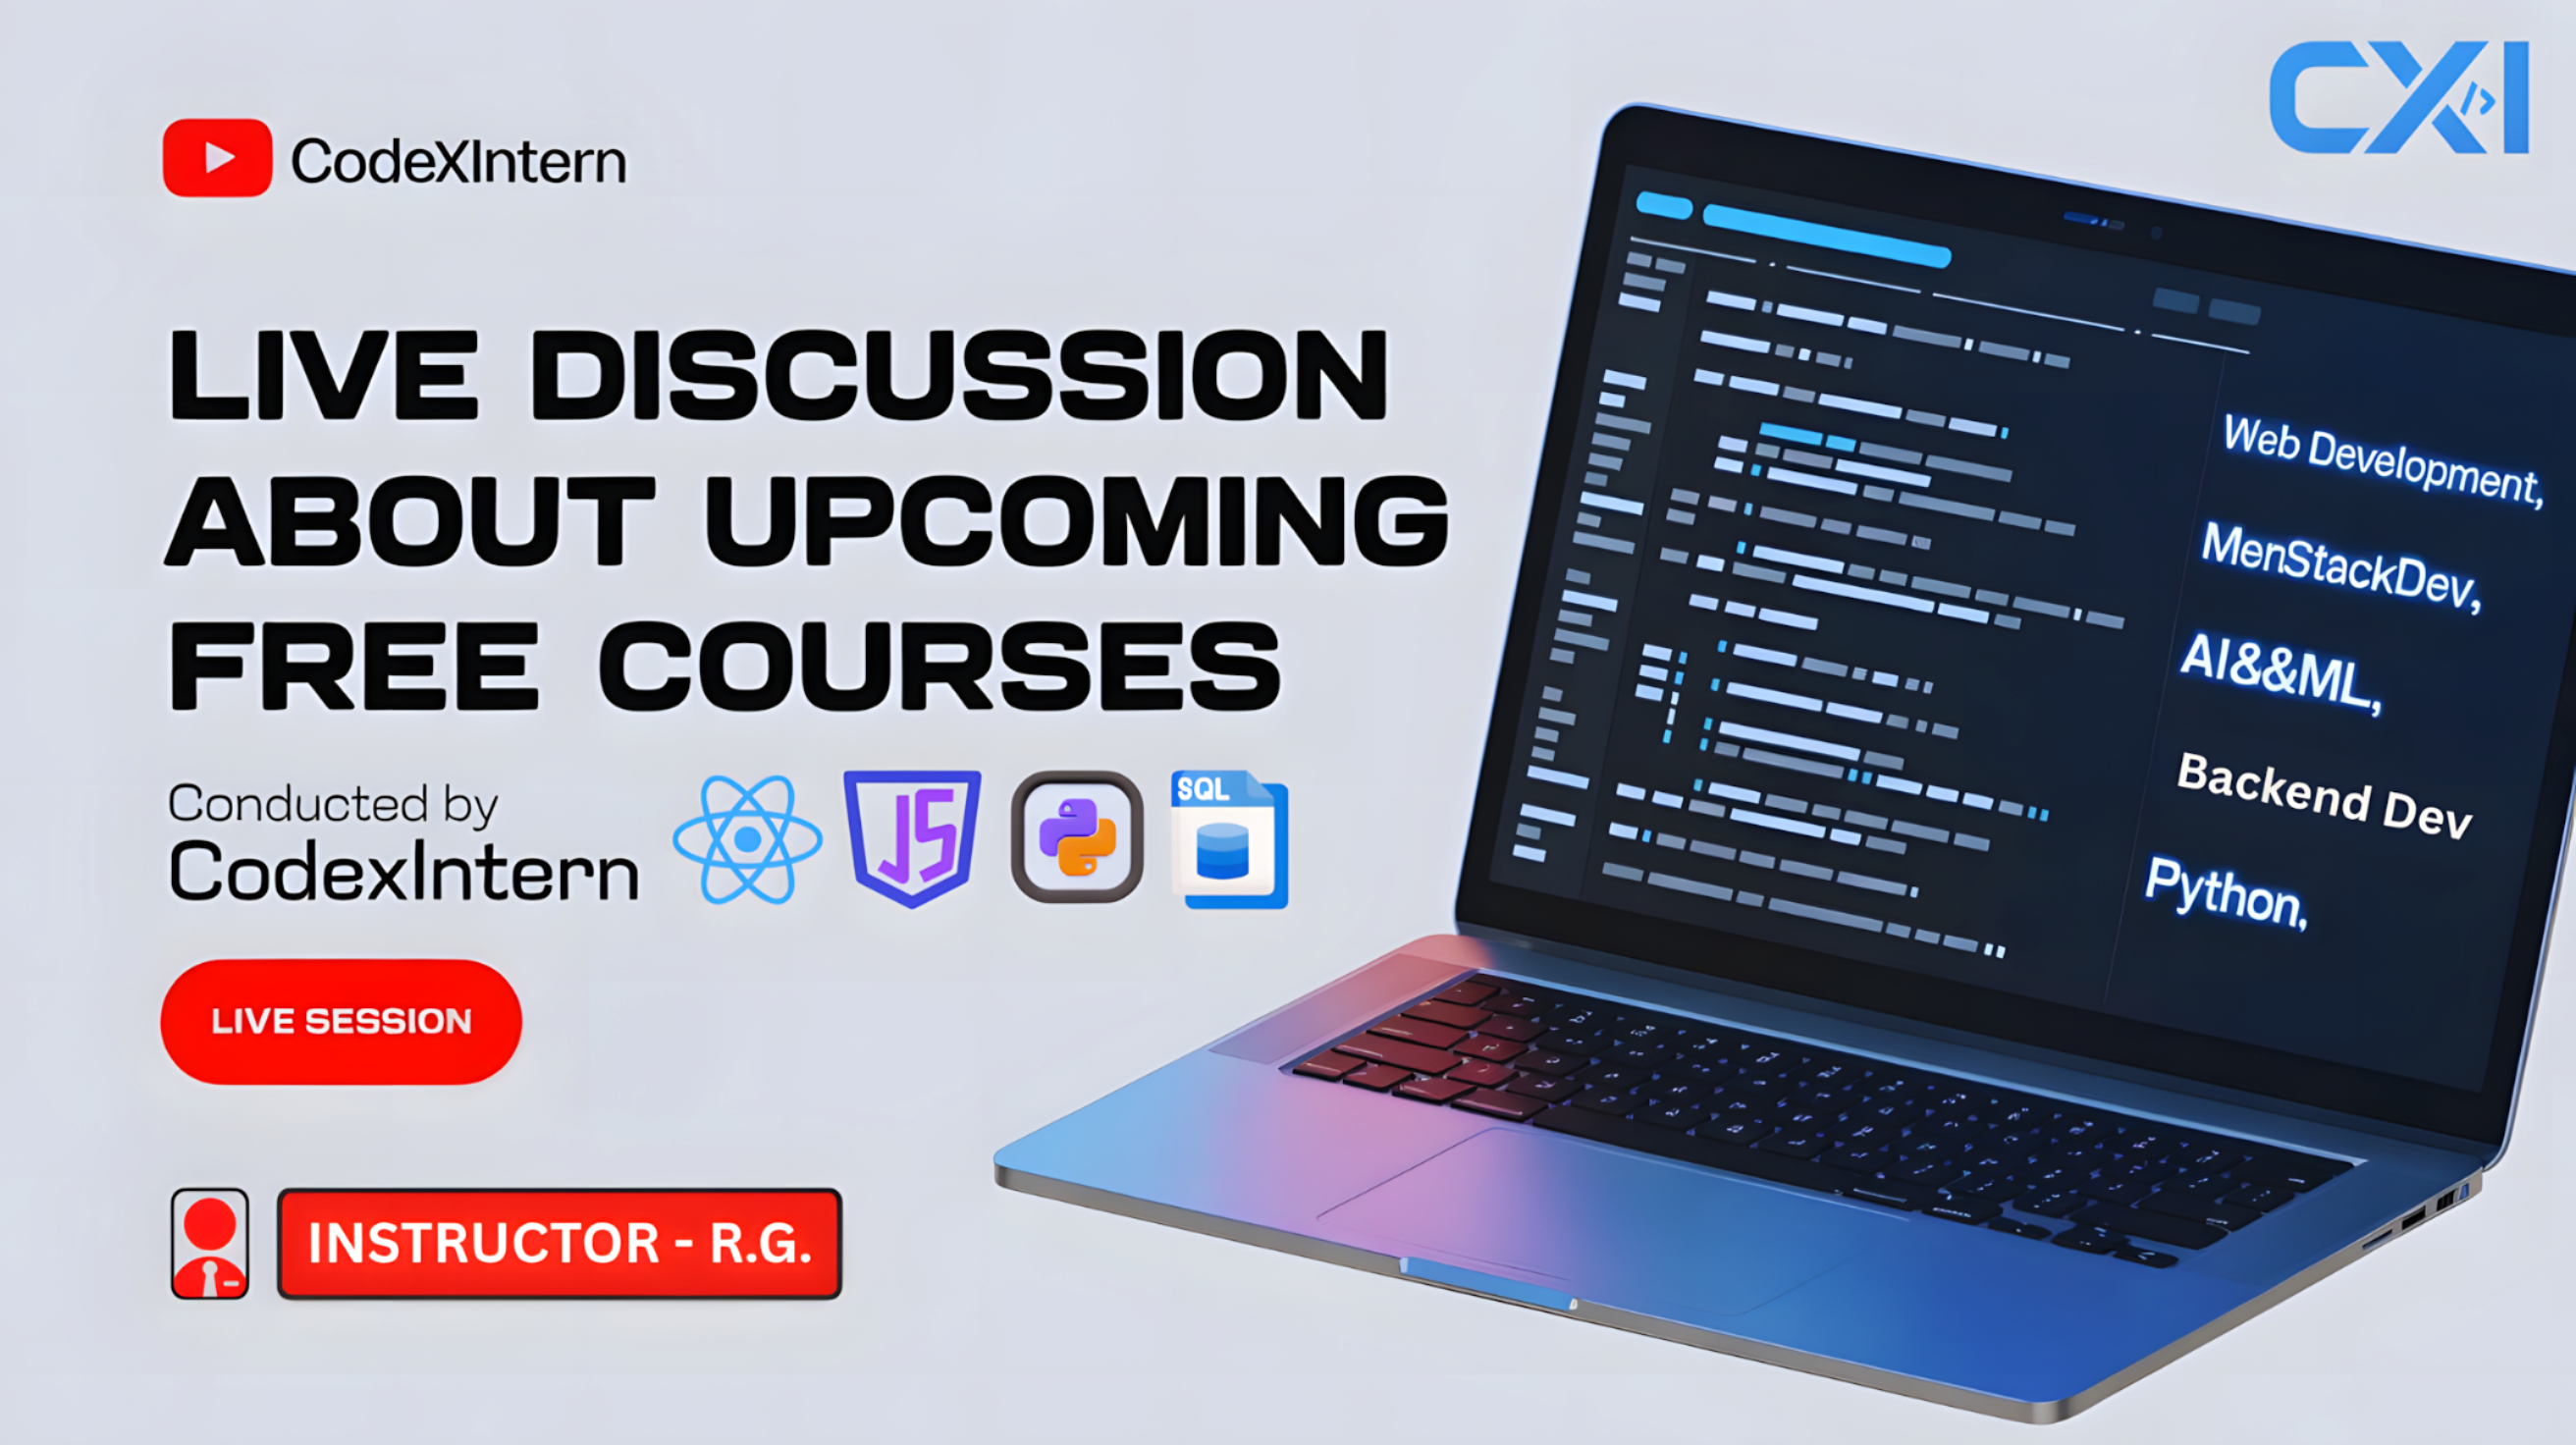 CXI
CodeXIntern
LIVE DISCUSSION
ABOUT UPCOMING
FREE COURSES
Conducted by
CodexIntern
JS
SQL
LIVE SESSION
INSTRUCTOR - R.G.
Web Development,
MenStackDev,
AI&&ML,
Backend Dev
Python,